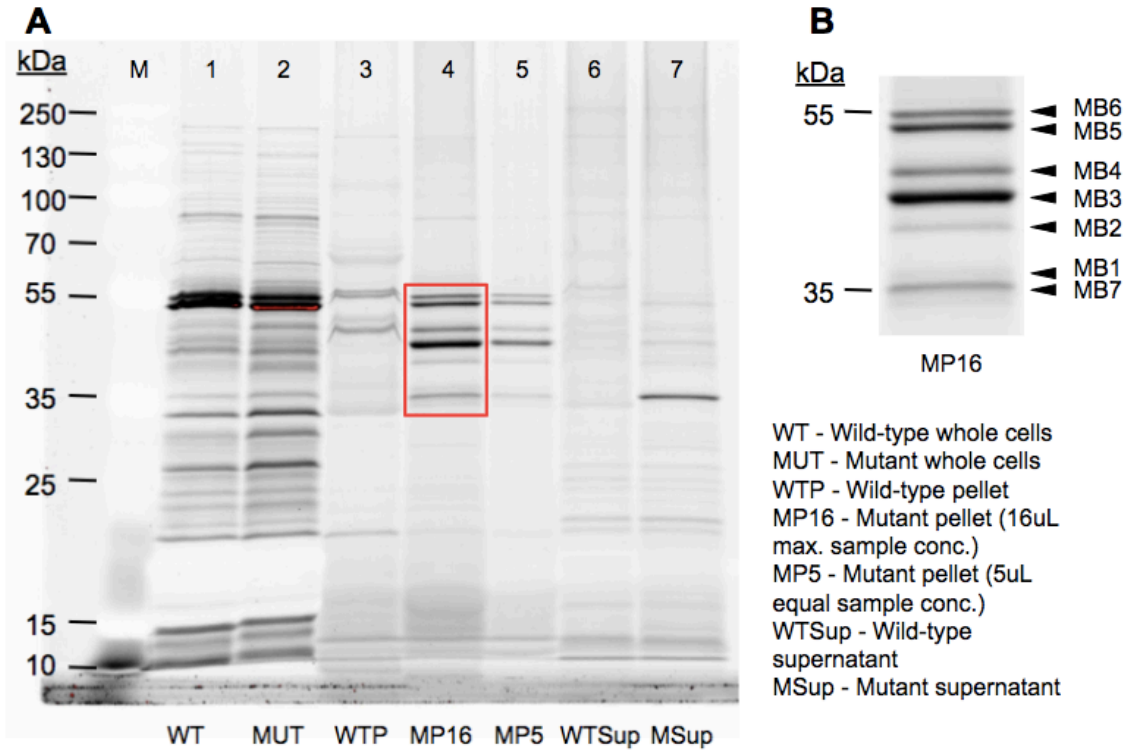 A
kDa
M 1 2 3 4 5 6 7
250
130
100
70
55
35
25
15
10
WT MUT WTP MP16 MP5 WTSup MSup
B
kDa
55
35
MB6
MB5
MB4
MB3
MB2
MB1
MB7
MP16
WT - Wild-type whole cells
MUT - Mutant whole cells
WTP - Wild-type pellet
MP16 - Mutant pellet (16uL
max. sample conc.)
MP5 - Mutant pellet (5uL
equal sample conc.)
WTSup - Wild-type
supernatant
MSup - Mutant supernatant